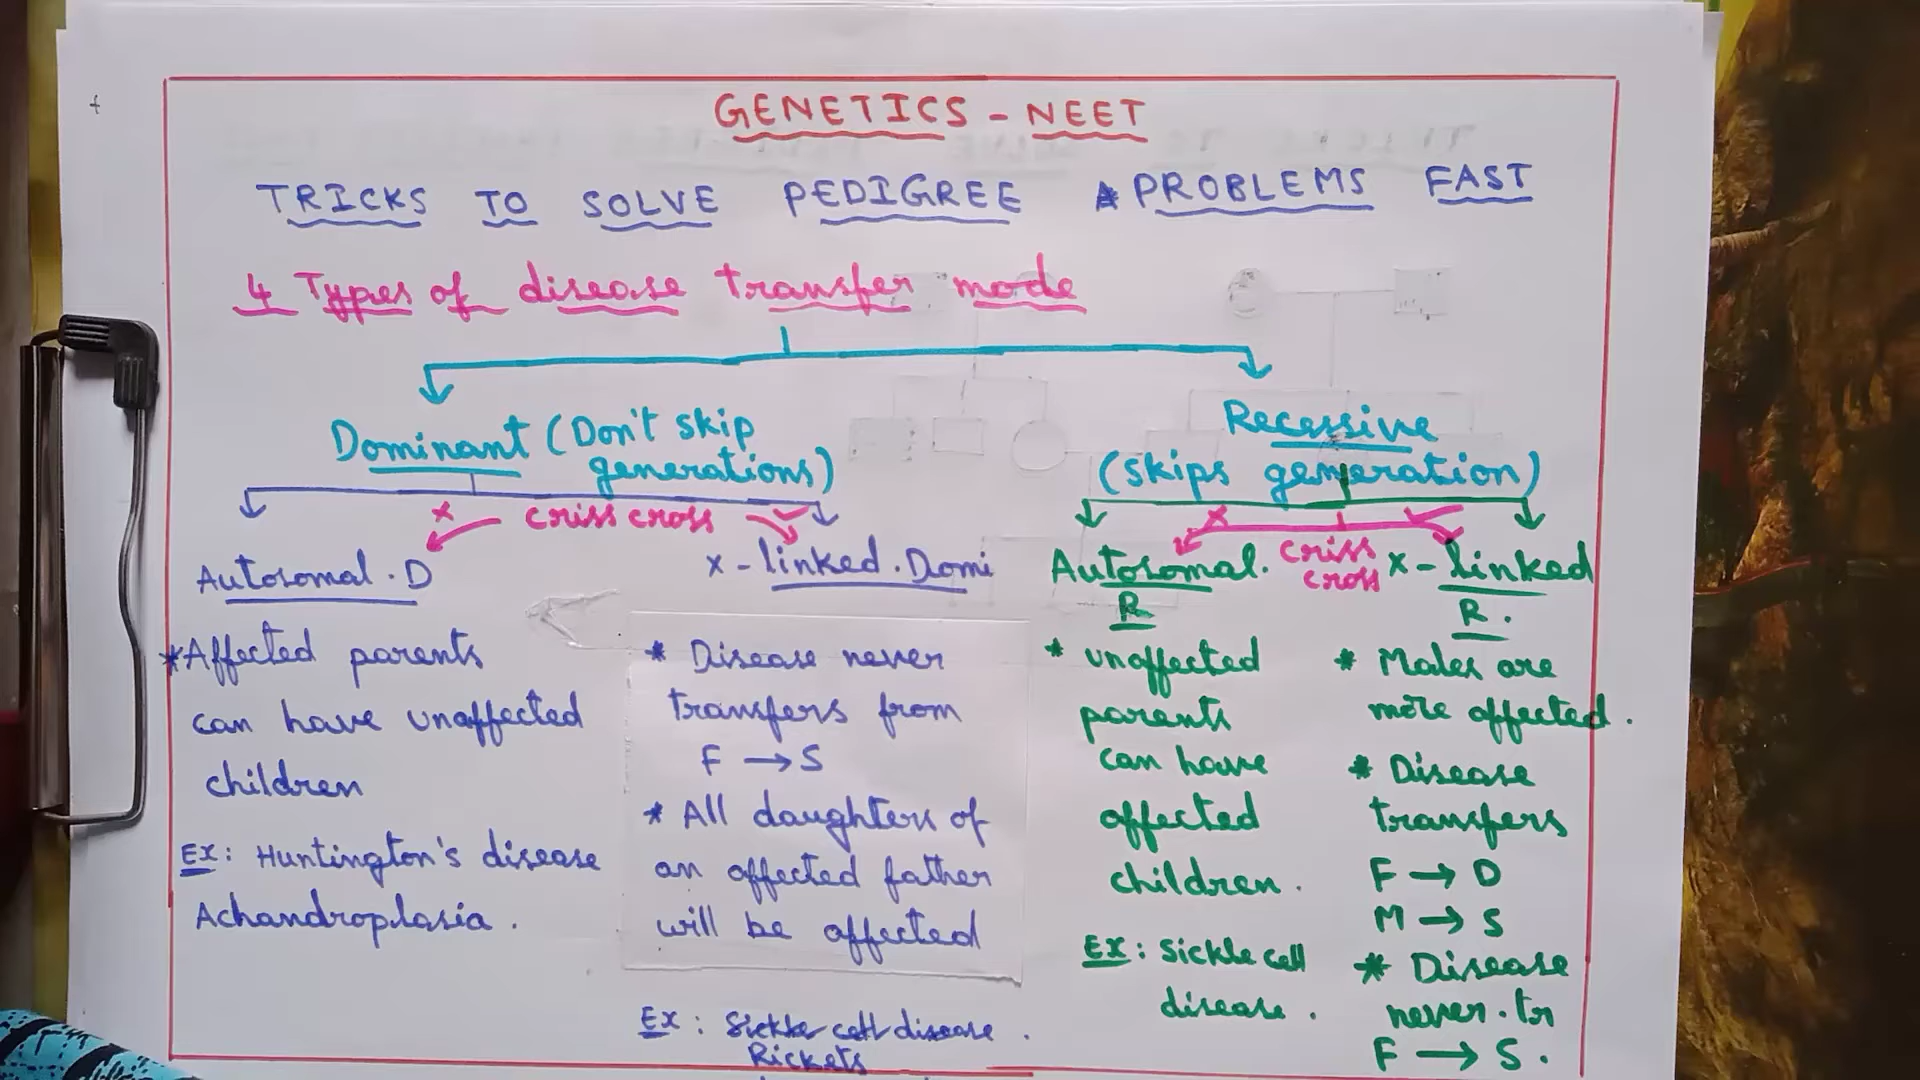 GENETICS - NEET
TRICKS TO SOLVE PEDIGREE PROBLEMS FAST
4 Types of disease transfer mode
Dominant (Don't skip
generations)
Recessive
(skips generation)
× criss cross ✓
× criss ✓
cross
Autosomal . D
x - linked . Domi
Autosomal .
R
x - linked
R .
* Affected parents
can have unaffected
children
Ex : Huntington's disease
Achandroplasia .
* Disease never
transfers from
F → S
* All daughters of
an affected father
will be affected
Ex : Sickle cell disease .
Rickets
* unaffected
parents
can have
affected
children .
Ex : Sickle cell
disease .
* Males are
more affected .
* Disease
transfers
F → D
M → S
* Disease
never . tr
F → S .